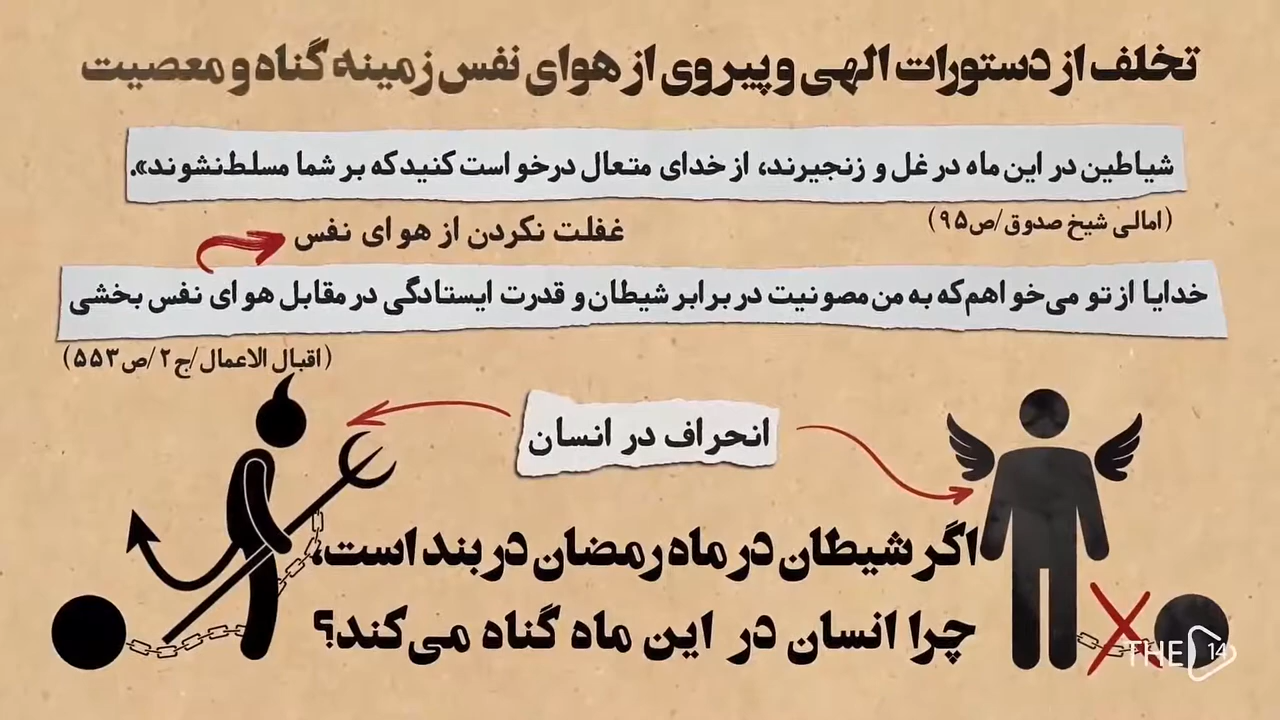 تخلف از دستورات الهی و پیروی از هوای نفس زمینه گناه و معصیت
شیاطین در این ماه در غل و زنجیرند، از خدای متعال درخواست کنید که بر شما مسلط نشوند».
(امالی شیخ صدوق/ص۹۵)
غفلت نکردن از هوای نفس
خدایا از تو می‌خواهم که به من مصونیت در برابر شیطان و قدرت ایستادگی در مقابل هوای نفس بخشی
(اقبال الاعمال/ج۲/ص۵۵۳)
انحراف در انسان
اگر شیطان در ماه رمضان در بند است،
چرا انسان در این ماه گناه می‌کند؟
THE 14